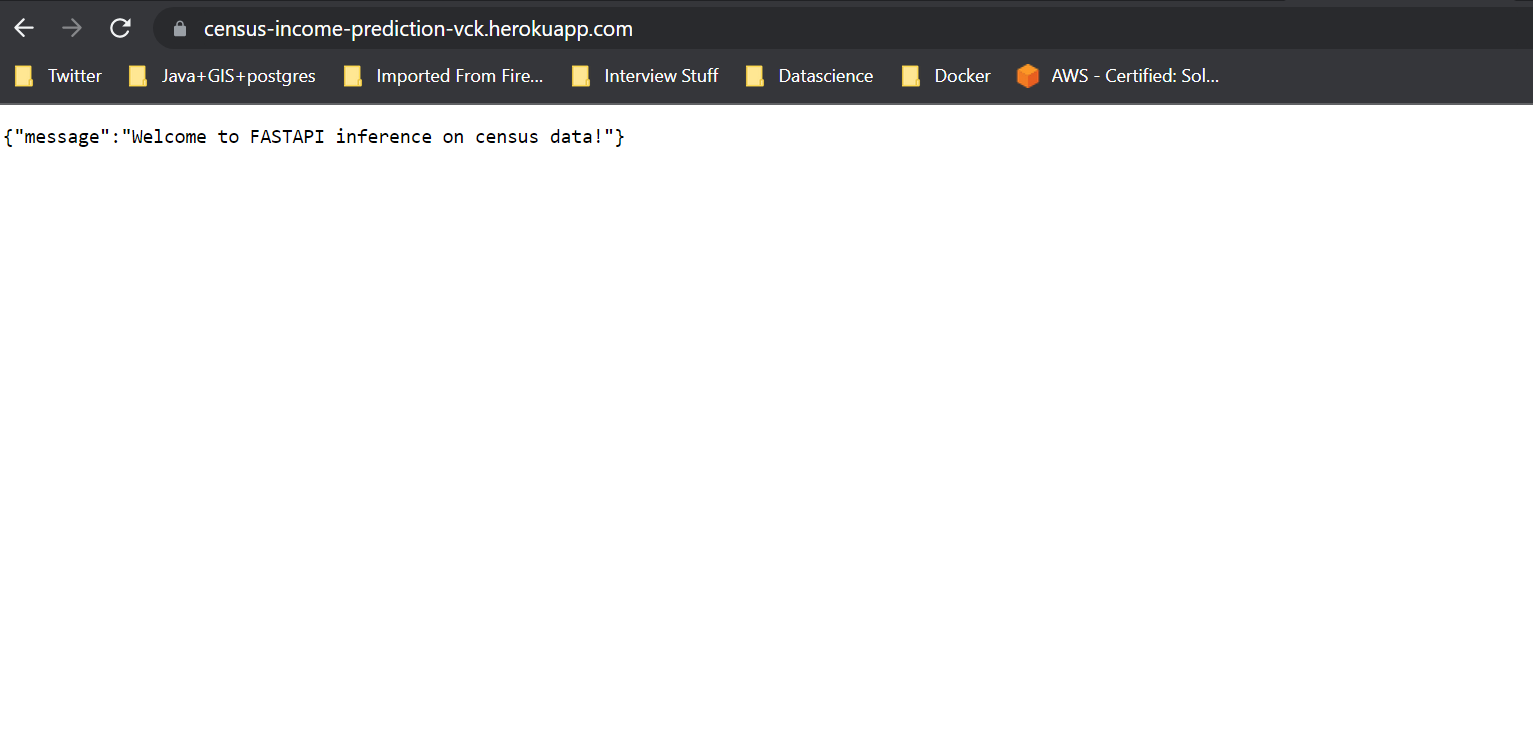 census-income-prediction-vck.herokuapp.com
Twitter Java+GIS+postgres Imported From Fire... Interview Stuff Datascience Docker AWS - Certified: Sol...
{"message":"Welcome to FASTAPI inference on census data!"}